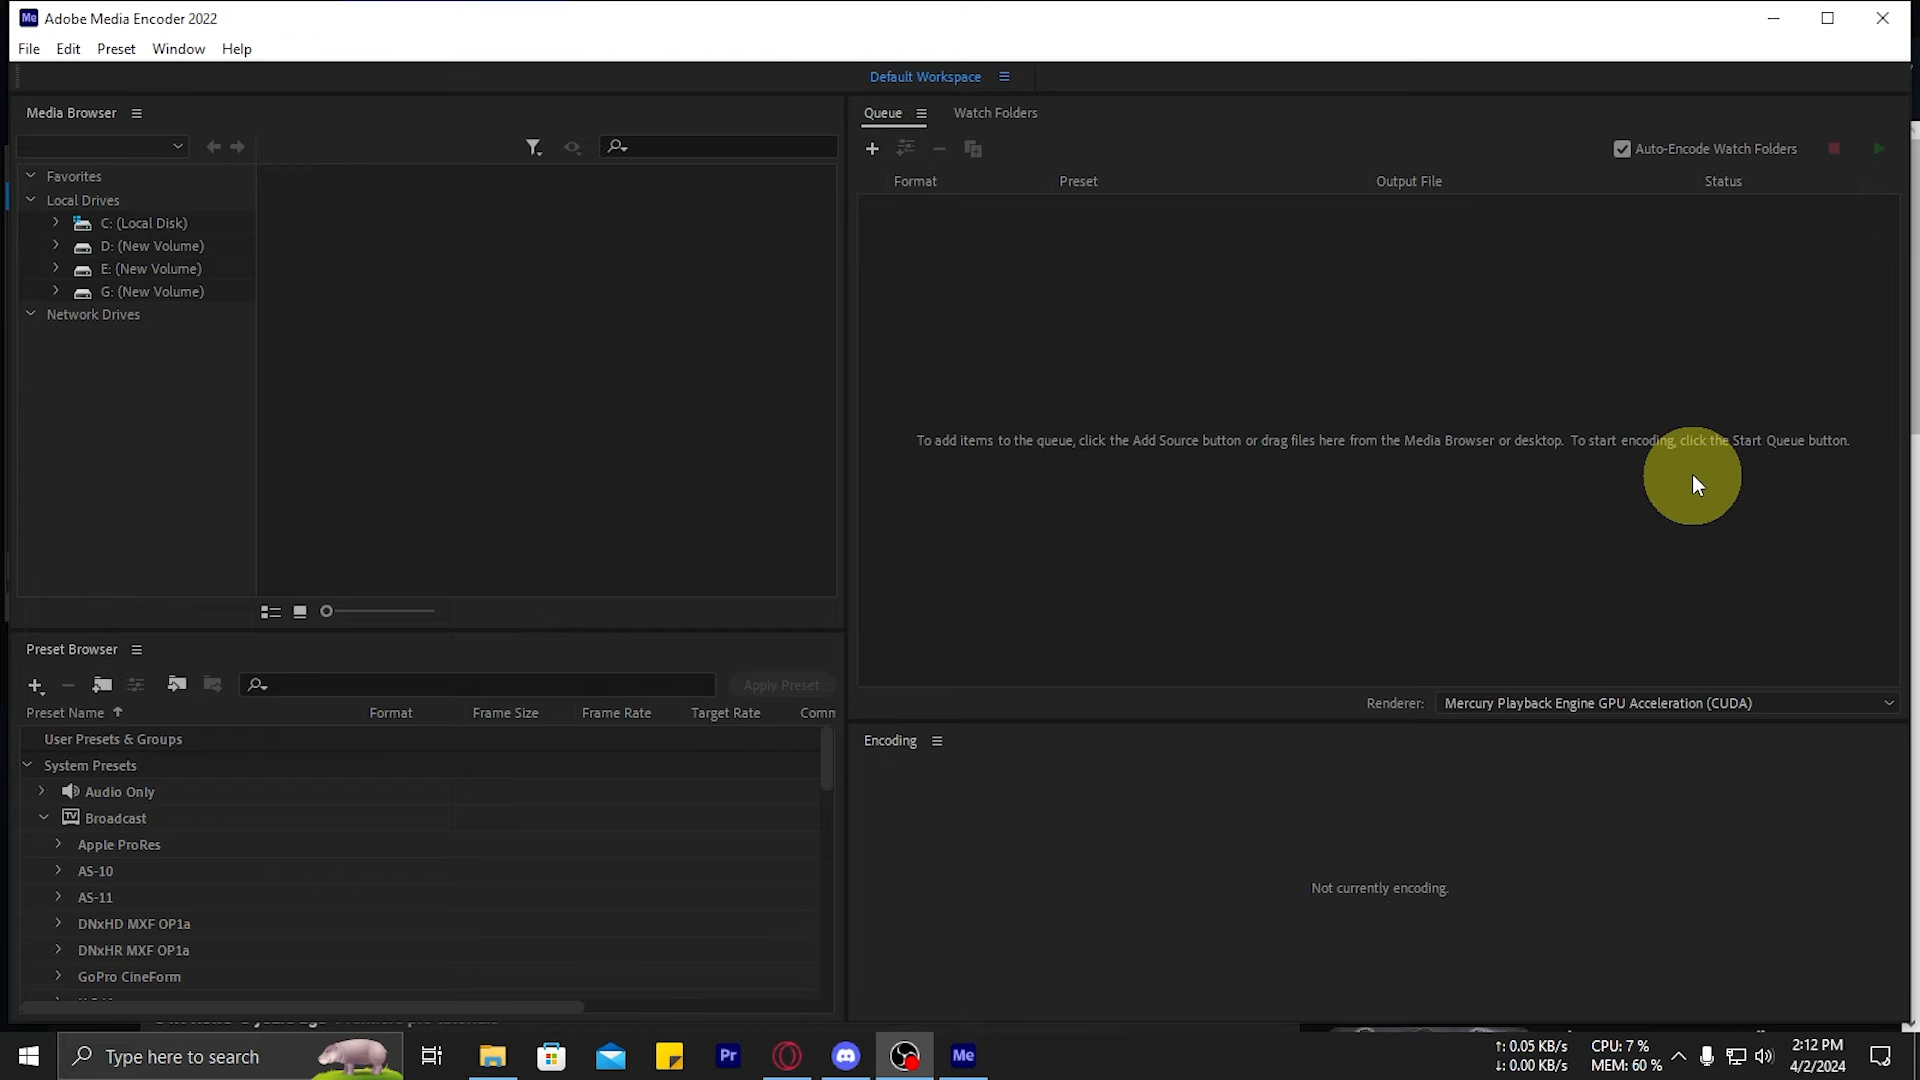 Me Adobe Media Encoder 2022
File Edit Preset Window Help
Default Workspace
Media Browser
Queue Watch Folders
Auto-Encode Watch Folders
Format Preset Output File Status
Favorites
Local Drives
C: (Local Disk)
D: (New Volume)
E: (New Volume)
G: (New Volume)
Network Drives
To add items to the queue, click the Add Source button or drag files here from the Media Browser or desktop. To start encoding, click the Start Queue button.
Preset Browser
Apply Preset
Renderer: Mercury Playback Engine GPU Acceleration (CUDA)
Preset Name Format Frame Size Frame Rate Target Rate Comm
User Presets & Groups
System Presets
Audio Only
TV Broadcast
Apple ProRes
AS-10
AS-11
DNxHD MXF OP1a
DNxHR MXF OP1a
GoPro CineForm
Encoding
Not currently encoding.
Type here to search
Pr
Me
↑: 0.05 KB/s
↓: 0.00 KB/s
CPU: 7 %
MEM: 60 %
2:12 PM
4/2/2024